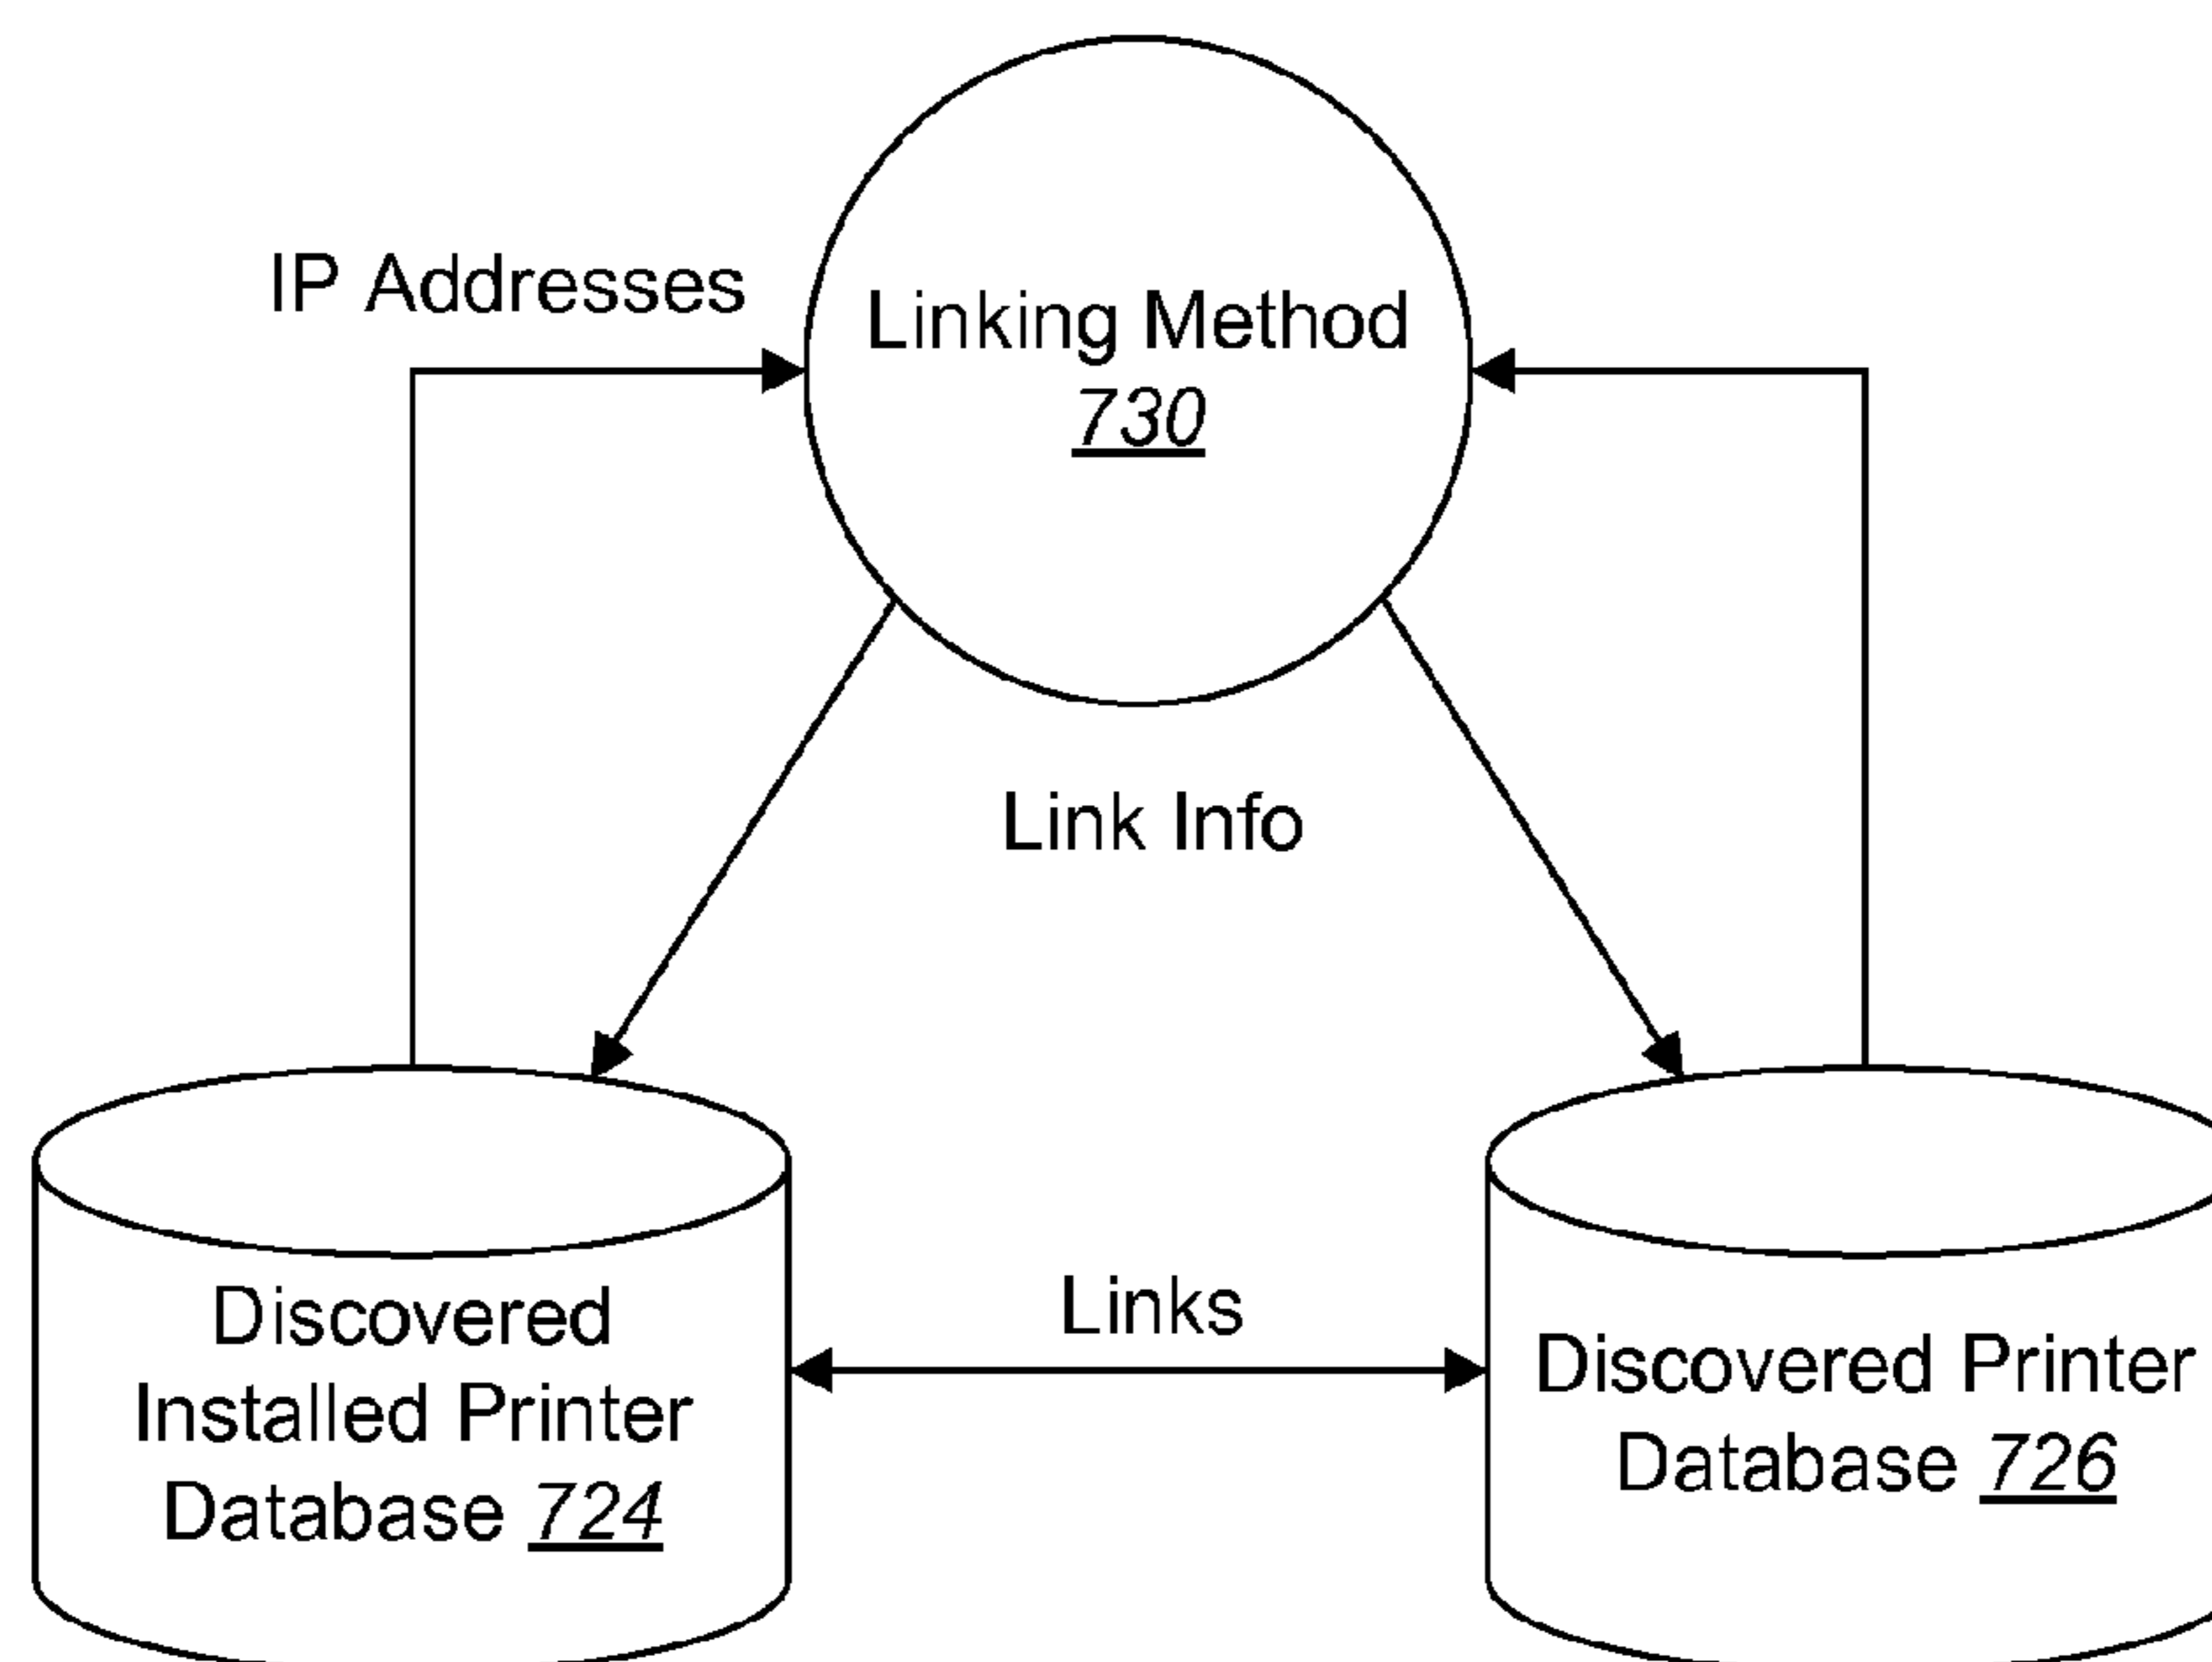 IP Addresses
Linking Method
730
Link Info
Links
Discovered
Installed Printer
Database 724
Discovered Printer
Database 726